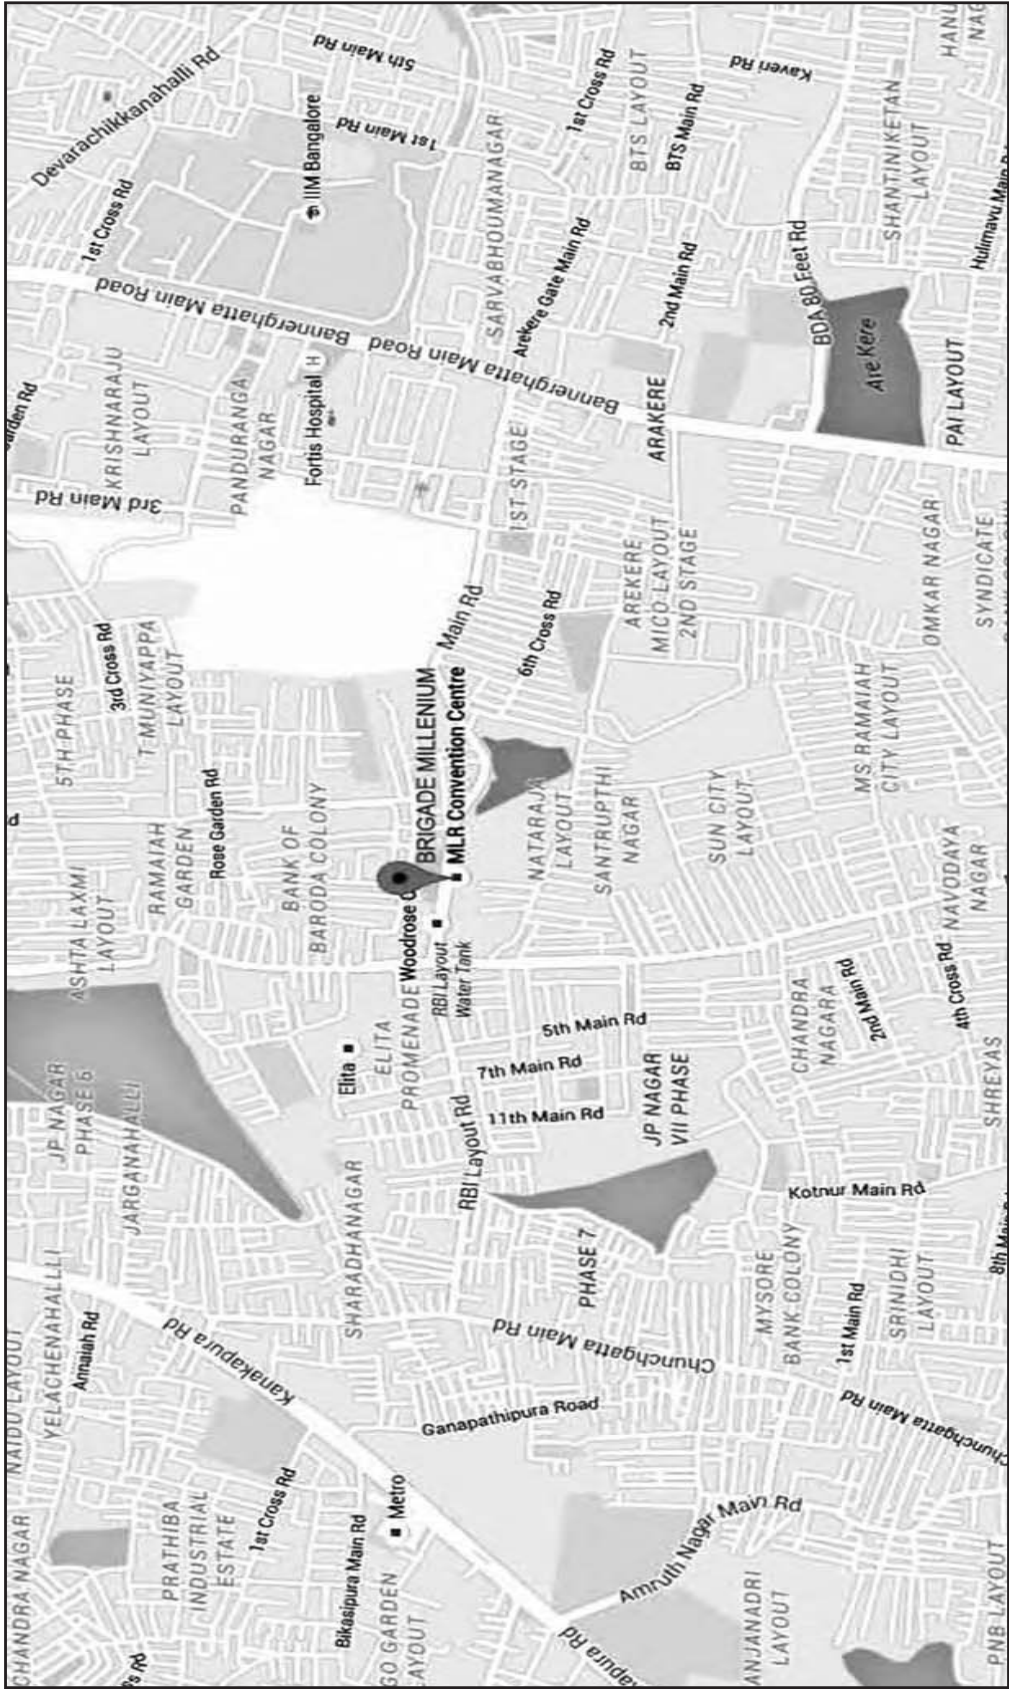 CHANDRA NAGAR
NAIDU LAYOUT
YELACHENAHALLI
Annaiah Rd
JP NAGAR
PHASE 6
JARGANAHALLI
ASHTA LAXMI
LAYOUT
5TH PHASE
3rd Cross Rd
T MUNIYAPPA
LAYOUT
3rd Main Rd
KRISHNARAJU
LAYOUT
1st Cross Rd
Devarachikkanahalli Rd
PRATHIBA
INDUSTRIAL
ESTATE
1st Cross Rd
Kanakapura Rd
RAMAIAH
GARDEN
Rose Garden Rd
PANDURANGA
NAGAR
Bannerghatta Main Road
Fortis Hospital H
IIM Bangalore
5th Main Rd
1st Main Rd
BANK OF
BARODA COLONY
Bikasipura Main Rd
Metro
SHARADHANAGAR
Elita
ELITA
PROMENADE
Woodrose
BRIGADE MILLENIUM
MLR Convention Centre
RBI Layout
Water Tank
Main Rd
Bannerghatta Main Road
GO GARDEN
LAYOUT
Ganapathipura Road
RBI Layout Rd
7th Main Rd
11th Main Rd
5th Main Rd
NATARAJA
LAYOUT
6th Cross Rd
1ST STAGE
SARVABHOUMANAGAR
Arekere Gate Main Rd
1st Cross Rd
Chunchgatta Main Rd
PHASE 7
SANTRUPTHI
NAGAR
JP NAGAR
VII PHASE
AREKERE
MICO LAYOUT
2ND STAGE
ARAKERE
2nd Main Rd
BTS LAYOUT
BTS Main Rd
Kaveri Rd
Amruth Nagar Main Rd
SUN CITY
LAYOUT
ANJANADRI
LAYOUT
MYSORE
BANK COLONY
Kotnur Main Rd
CHANDRA
NAGARA
2nd Main Rd
BDA 80 Feet Rd
Are Kere
1st Main Rd
Chunchgatta Main Rd
SRINIDHI
LAYOUT
MS RAMAIAH
CITY LAYOUT
SHANTINIKETAN
LAYOUT
4th Cross Rd
NAVODAYA
NAGAR
OMKAR NAGAR
PAI LAYOUT
PNB LAYOUT
SHREYAS
SYNDICATE
Hulimavu Main